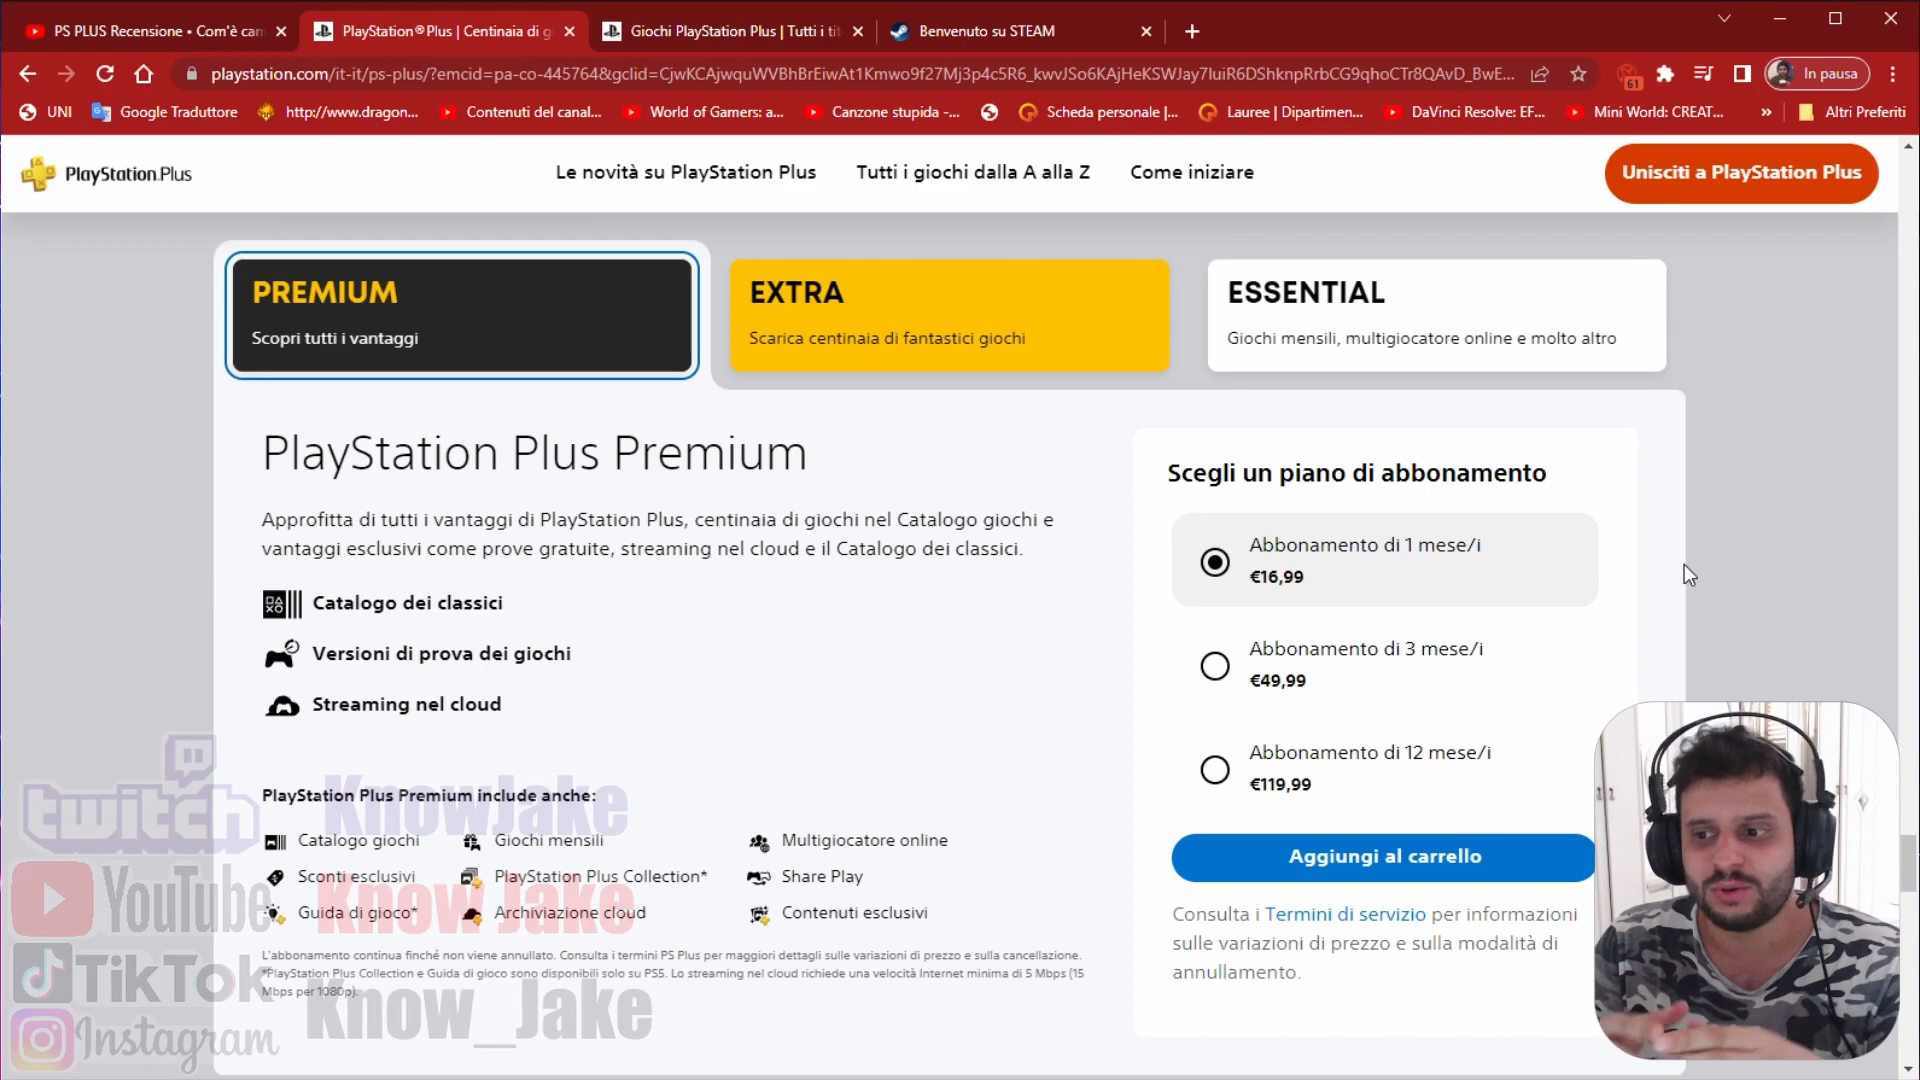 PS PLUS Recensione • Com'è car
PlayStation®Plus | Centinaia di g
Giochi PlayStation Plus | Tutti i tit
Benvenuto su STEAM
playstation.com/it-it/ps-plus/?emcid=pa-co-445764&gclid=CjwKCAjwquWVBhBrEiwAt1Kmwo9f27Mj3p4c5R6_kwvJSo6KAjHeKSWJay7luiR6DShknpRrbCG9qhoCTr8QAvD_BwE...
61
In pausa
UNI
Google Traduttore
http://www.dragon...
Contenuti del canal...
World of Gamers: a...
Canzone stupida -...
Scheda personale |...
Lauree | Dipartimen...
DaVinci Resolve: EF...
Mini World: CREAT...
»
Altri Preferiti
PlayStation.Plus
Le novità su PlayStation Plus
Tutti i giochi dalla A alla Z
Come iniziare
Unisciti a PlayStation Plus
PREMIUM
Scopri tutti i vantaggi
EXTRA
Scarica centinaia di fantastici giochi
ESSENTIAL
Giochi mensili, multigiocatore online e molto altro
PlayStation Plus Premium
Approfitta di tutti i vantaggi di PlayStation Plus, centinaia di giochi nel Catalogo giochi e
vantaggi esclusivi come prove gratuite, streaming nel cloud e il Catalogo dei classici.
Catalogo dei classici
Versioni di prova dei giochi
Streaming nel cloud
PlayStation Plus Premium include anche:
Catalogo giochi
Giochi mensili
Multigiocatore online
Sconti esclusivi
PlayStation Plus Collection*
Share Play
Guida di gioco*
Archiviazione cloud
Contenuti esclusivi
L'abbonamento continua finché non viene annullato. Consulta i termini PS Plus per maggiori dettagli sulle variazioni di prezzo e sulla cancellazione.
*PlayStation Plus Collection e Guida di gioco sono disponibili solo su PS5. Lo streaming nel cloud richiede una velocità Internet minima di 5 Mbps (15
Mbps per 1080p).
Scegli un piano di abbonamento
Abbonamento di 1 mese/i
€16,99
Abbonamento di 3 mese/i
€49,99
Abbonamento di 12 mese/i
€119,99
Aggiungi al carrello
Consulta i Termini di servizio per informazioni
sulle variazioni di prezzo e sulla modalità di
annullamento.
twitch
KnowJake
YouTube
Know Jake
TikTok
Know_Jake
Instagram